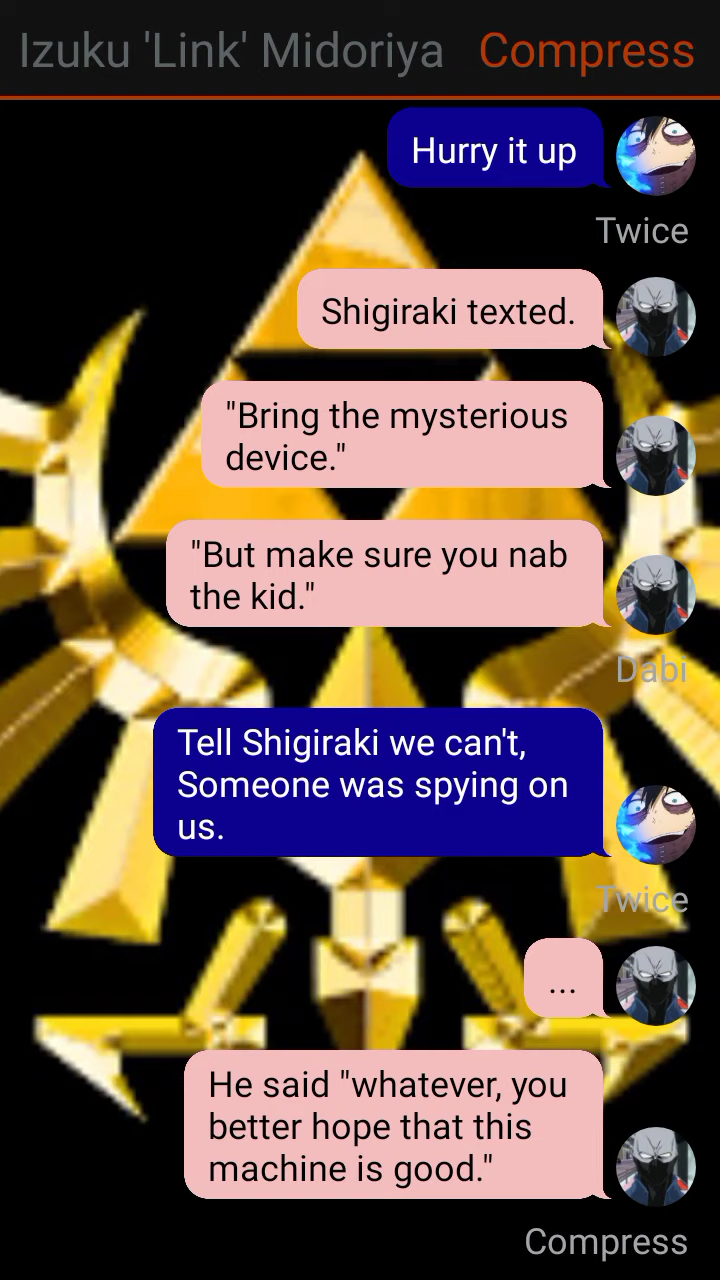 Izuku 'Link' Midoriya Compress
Hurry it up
Twice
Shigiraki texted.
"Bring the mysterious
device."
"But make sure you nab
the kid."
Dabi
Tell Shigiraki we can't,
Someone was spying on
us.
Twice
...
He said "whatever, you
better hope that this
machine is good."
Compress